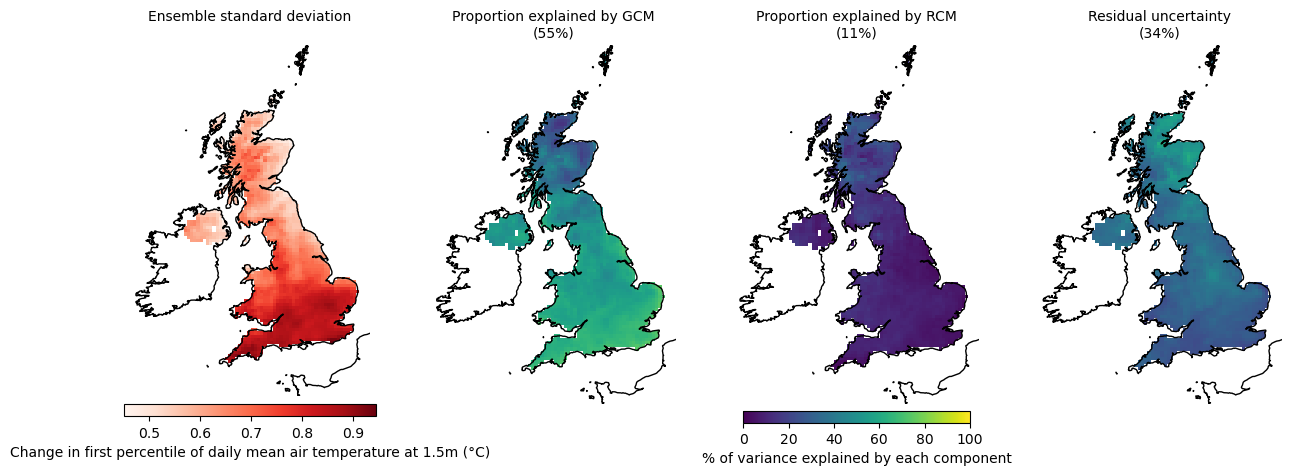 Ensemble standard deviation
Proportion explained by GCM
(55%)
Proportion explained by RCM
(11%)
Residual uncertainty
(34%)
0.5 0.6 0.7 0.8 0.9
Change in first percentile of daily mean air temperature at 1.5m (°C)
0 20 40 60 80 100
% of variance explained by each component